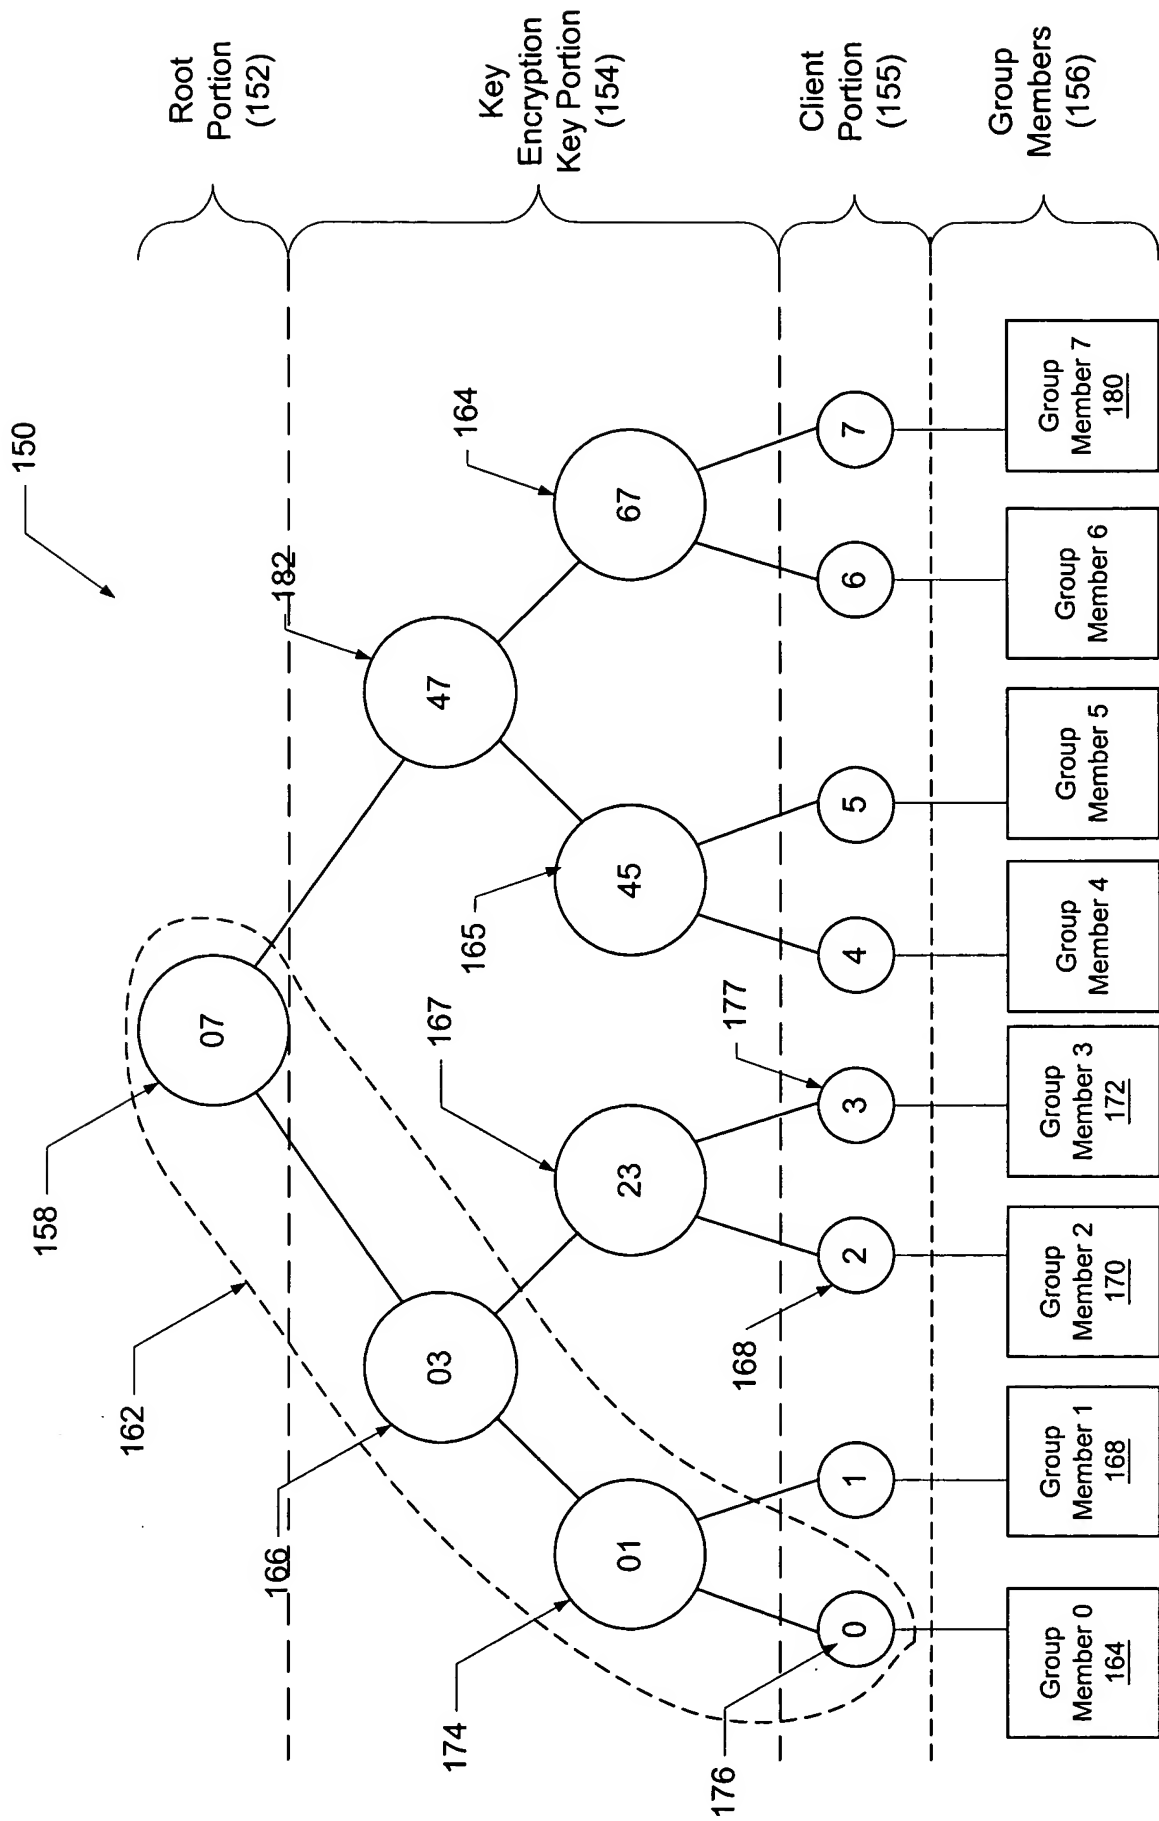 150
Root
Portion
(152)
Key
Encryption
Key Portion
(154)
Client
Portion
(155)
Group
Members
(156)
158
07
162
182
166
03
47
164
167
165
174
01
23
45
67
177
168
176
0
1
2
3
4
5
6
7
Group
Member 0
164
Group
Member 1
168
Group
Member 2
170
Group
Member 3
172
Group
Member 4
Group
Member 5
Group
Member 6
Group
Member 7
180